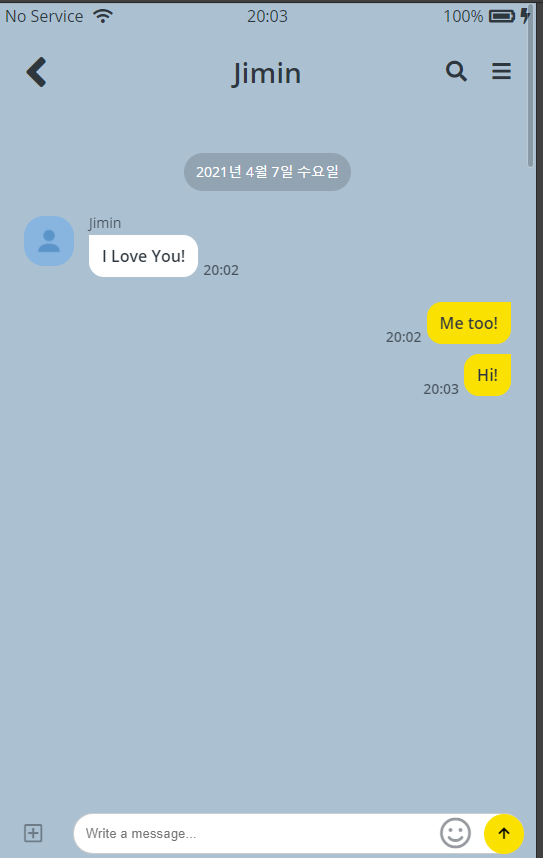 No Service 20:03 100%
Jimin
2021년 4월 7일 수요일
Jimin
I Love You! 20:02
20:02 Me too!
20:03 Hi!
Write a message...